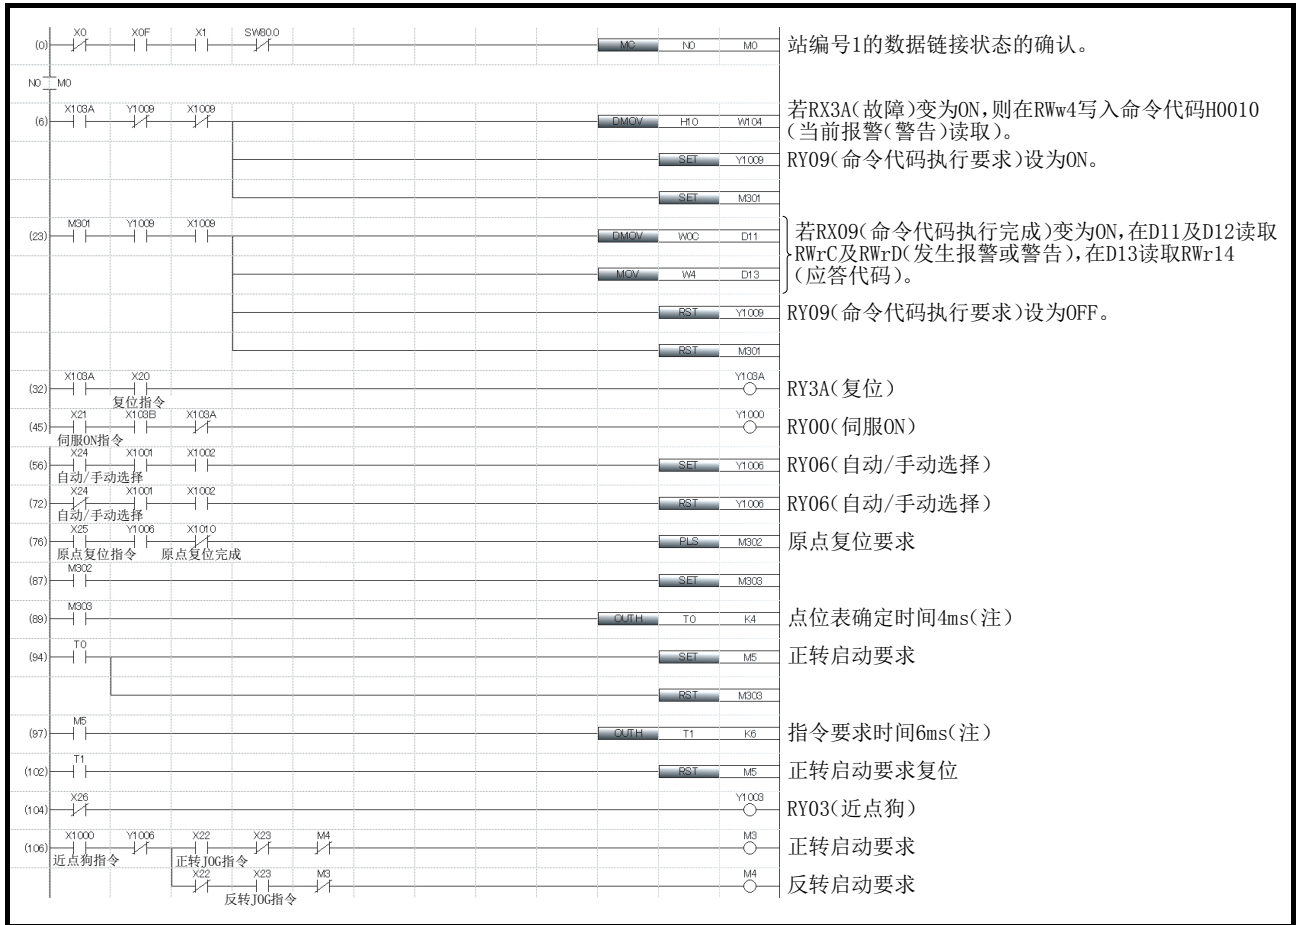 X0 X0F X1 SW80.0
(0) MC N0 M0 站编号1的数据链接状态的确认。
N0 M0
X103A Y1009 X1009
(6) DMOV H10 W104 若RX3A(故障)变为ON,则在RWw4写入命令代码H0010
(当前报警(警告)读取)。
SET Y1009 RY09(命令代码执行要求)设为ON。
SET M301
M301 Y1009 X1009
(23) DMOV W0C D11 若RX09(命令代码执行完成)变为ON,在D11及D12读取
RWrC及RWrD(发生报警或警告),在D13读取RWr14
MOV W4 D13 (应答代码)。
RST Y1009 RY09(命令代码执行要求)设为OFF。
RST M301
X103A X20 Y103A
(32) RY3A(复位)
复位指令
X21 X103B X103A Y1000
(45) RY00(伺服ON)
伺服ON指令
X24 X1001 X1002
(56) SET Y1006 RY06(自动/手动选择)
自动/手动选择
X24 X1001 X1002
(72) RST Y1006 RY06(自动/手动选择)
自动/手动选择
X25 Y1006 X1010
(76) PLS M302 原点复位要求
原点复位指令 原点复位完成
M302
(87) SET M303
M303
(89) OUTH T0 K4 点位表确定时间4ms(注)
T0
(94) SET M5 正转启动要求
RST M303
M5
(97) OUTH T1 K6 指令要求时间6ms(注)
T1
(102) RST M5 正转启动要求复位
X26 Y1003
(104) RY03(近点狗)
X1000 Y1006 X22 X23 M4 M3
(106) 正转启动要求
近点狗指令 正转JOG指令
X22 X23 M3 M4
反转启动要求
反转JOG指令